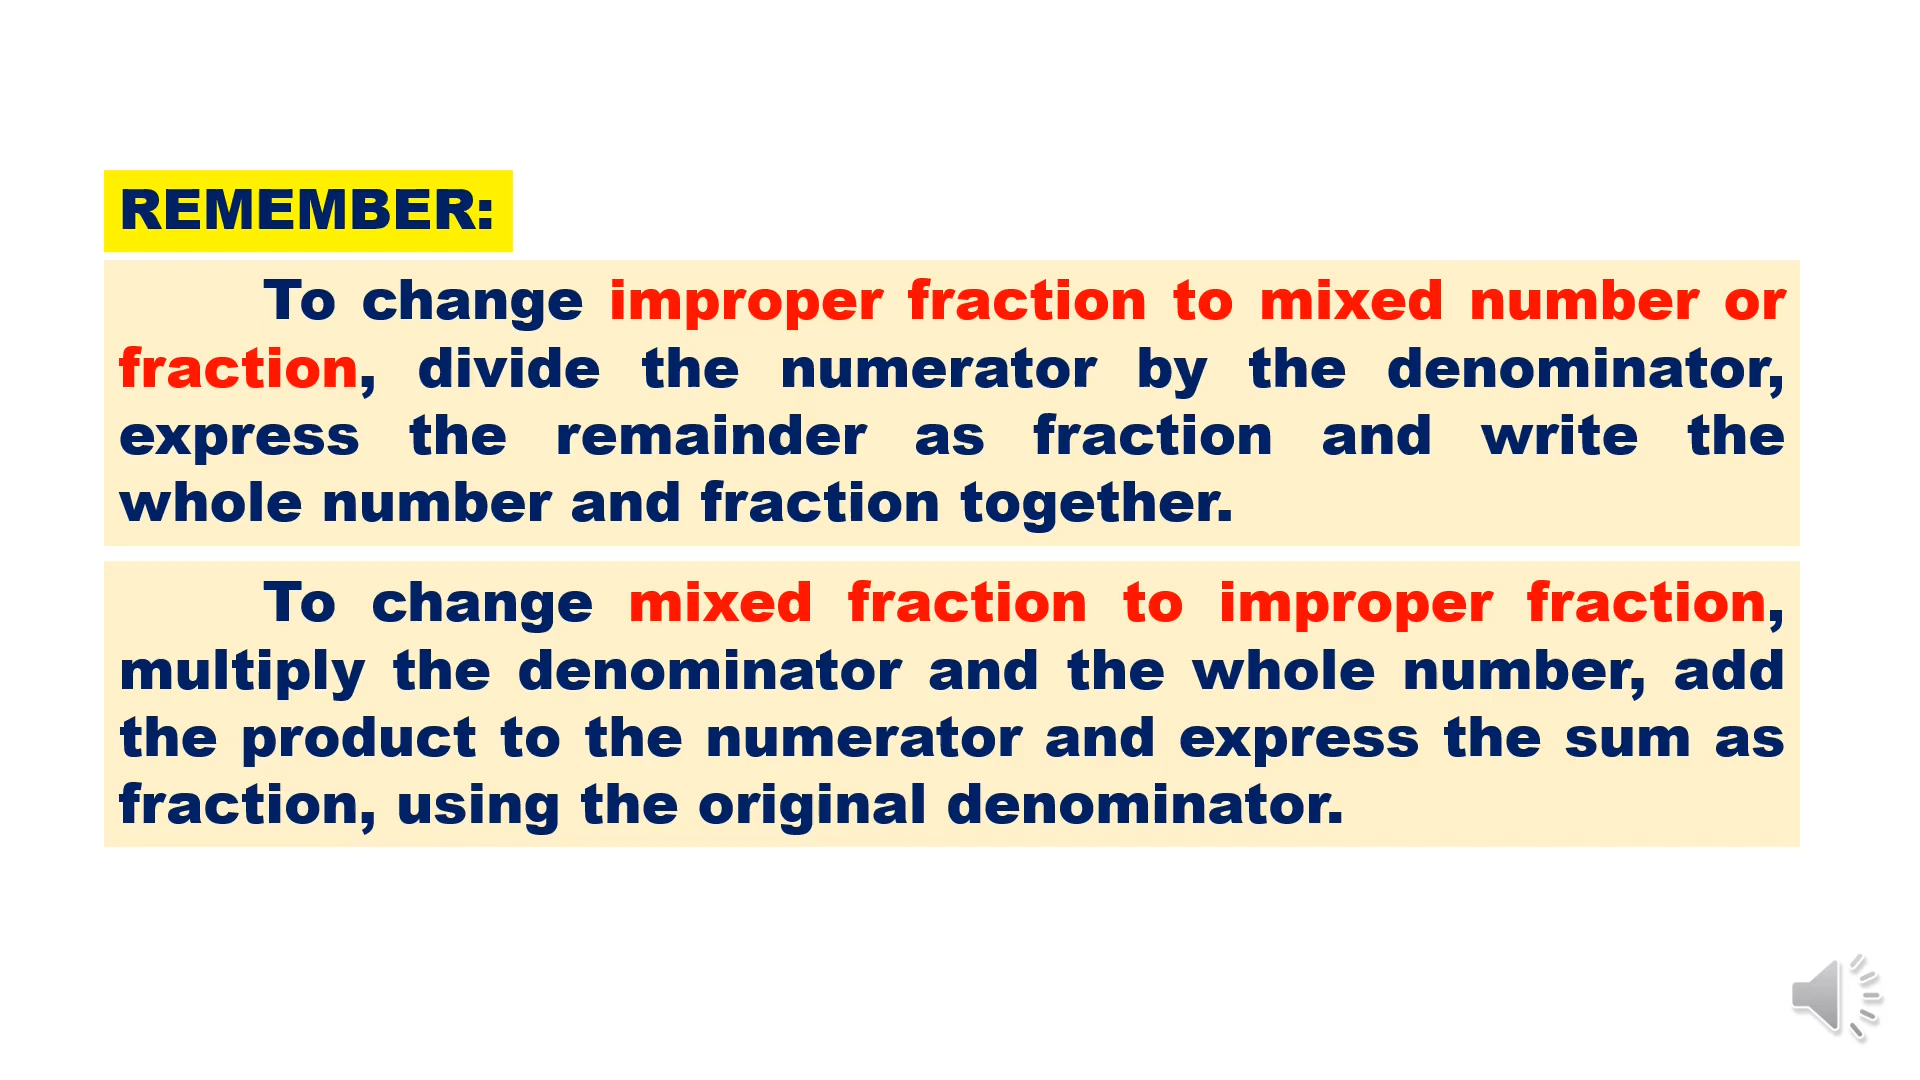 REMEMBER:
To change improper fraction to mixed number or
fraction, divide the numerator by the denominator,
express the remainder as fraction and write the
whole number and fraction together.
To change mixed fraction to improper fraction,
multiply the denominator and the whole number, add
the product to the numerator and express the sum as
fraction, using the original denominator.